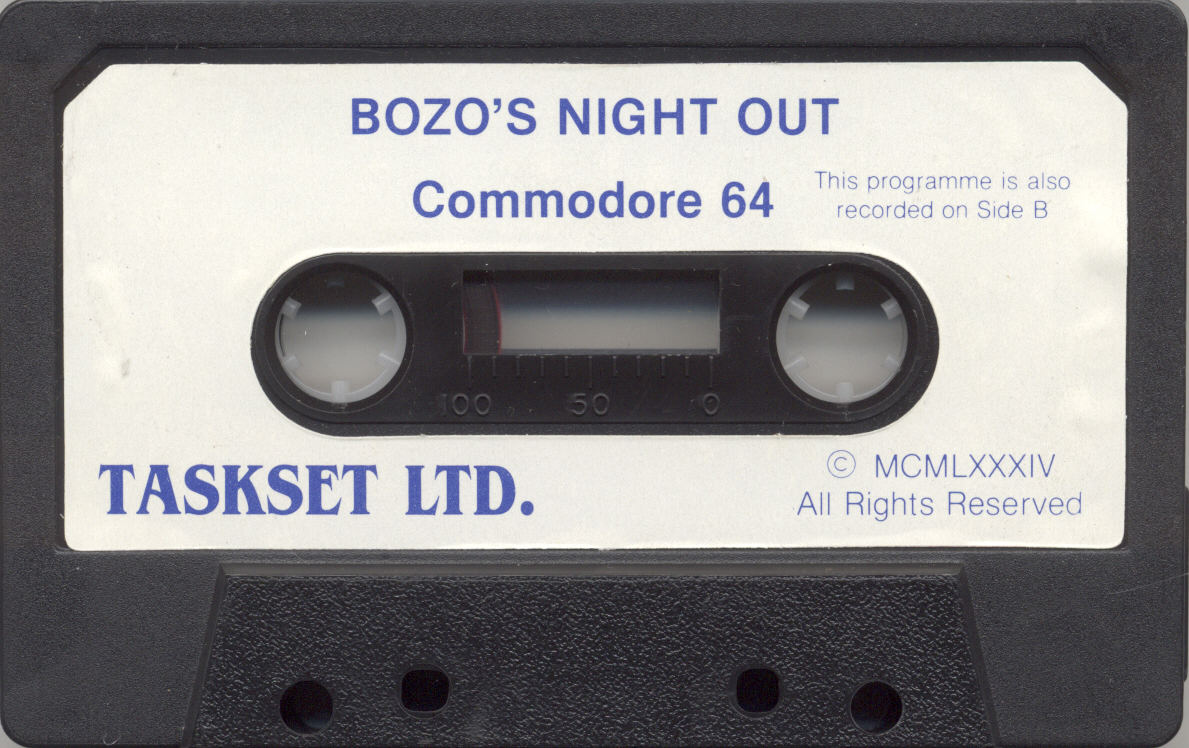 BOZO'S NIGHT OUT
Commodore 64
This programme is also
recorded on Side B
100 50 0
TASKSET LTD.
© MCMLXXXIV
All Rights Reserved